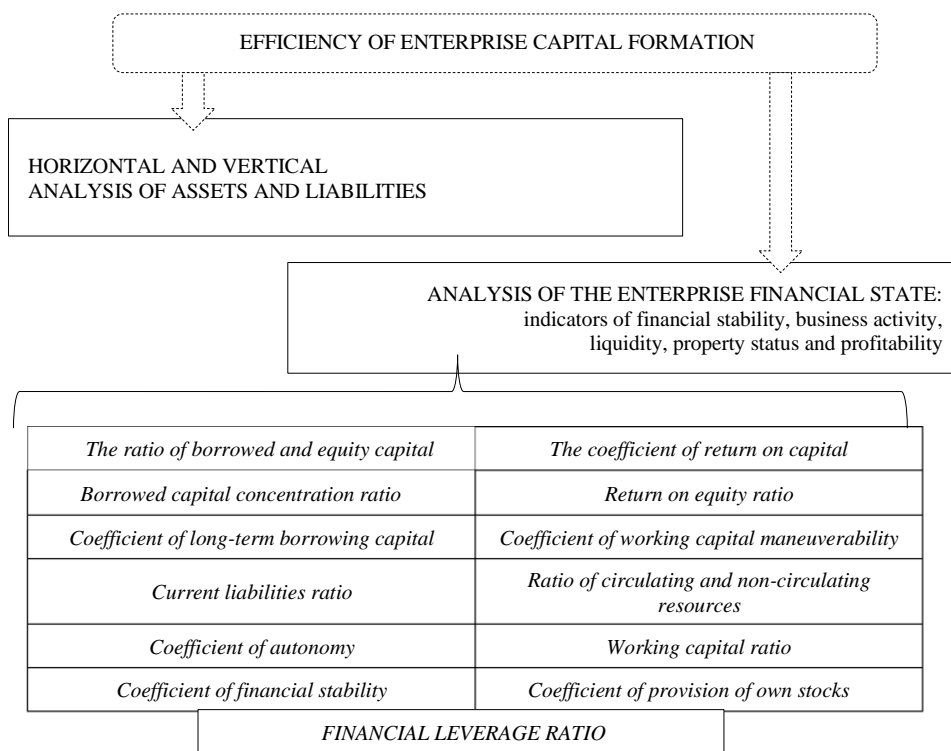 EFFICIENCY OF ENTERPRISE CAPITAL FORMATION
HORIZONTAL AND VERTICAL
ANALYSIS OF ASSETS AND LIABILITIES
ANALYSIS OF THE ENTERPRISE FINANCIAL STATE:
indicators of financial stability, business activity,
liquidity, property status and profitability
The ratio of borrowed and equity capital
The coefficient of return on capital
Borrowed capital concentration ratio
Return on equity ratio
Coefficient of long-term borrowing capital
Coefficient of working capital maneuverability
Current liabilities ratio
Ratio of circulating and non-circulating
resources
Coefficient of autonomy
Working capital ratio
Coefficient of financial stability
Coefficient of provision of own stocks
FINANCIAL LEVERAGE RATIO